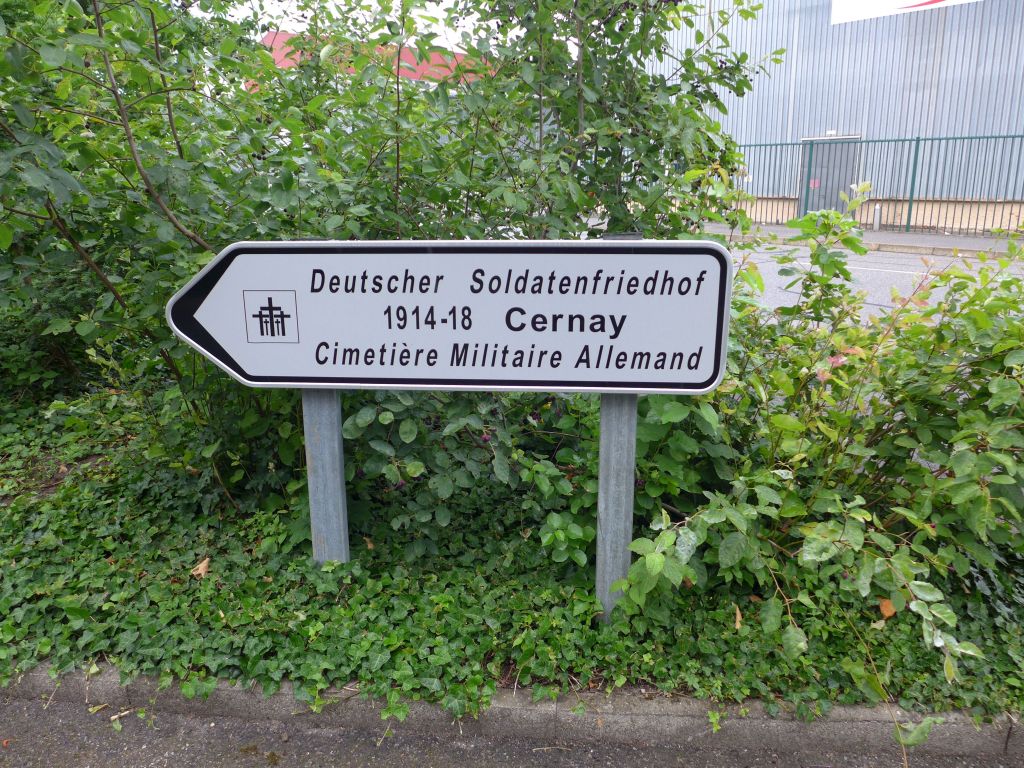 Deutscher Soldatenfriedhof
1914-18 Cernay
Cimetière Militaire Allemand